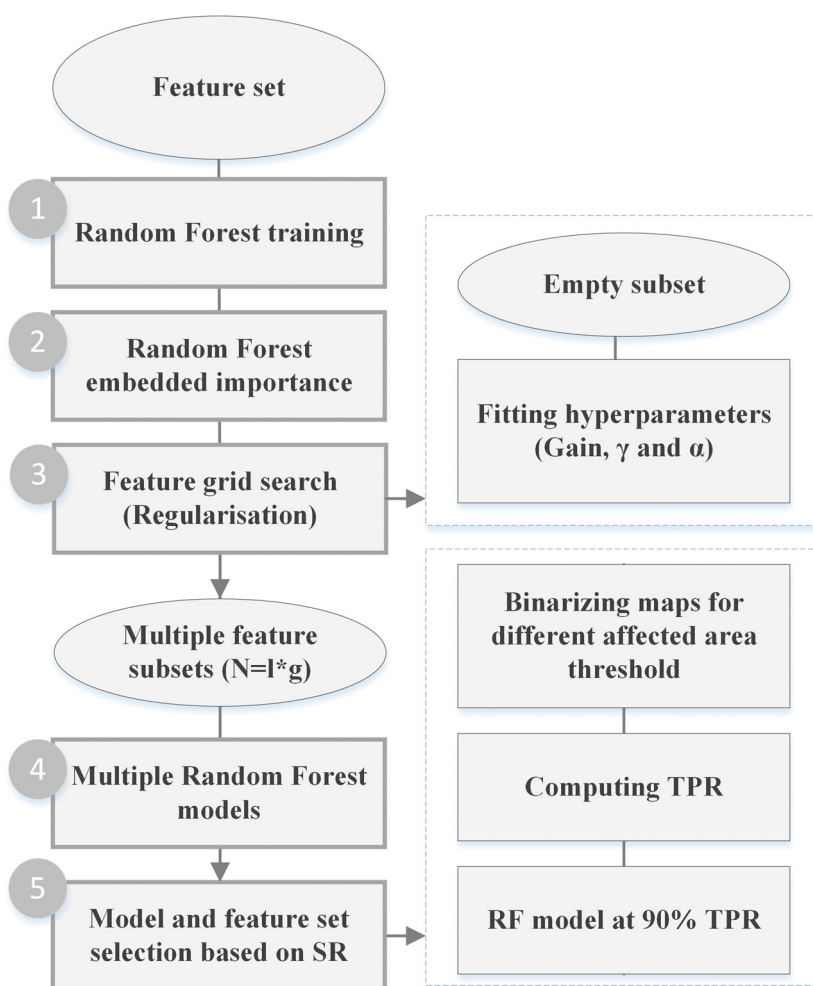 Feature set
1
Random Forest training
2
Random Forest
embedded importance
3
Feature grid search
(Regularisation)
Empty subset
Fitting hyperparameters
(Gain, γ and α)
Multiple feature
subsets (N=l*g)
4
Multiple Random Forest
models
5
Model and feature set
selection based on SR
Binarizing maps for
different affected area
threshold
Computing TPR
RF model at 90% TPR